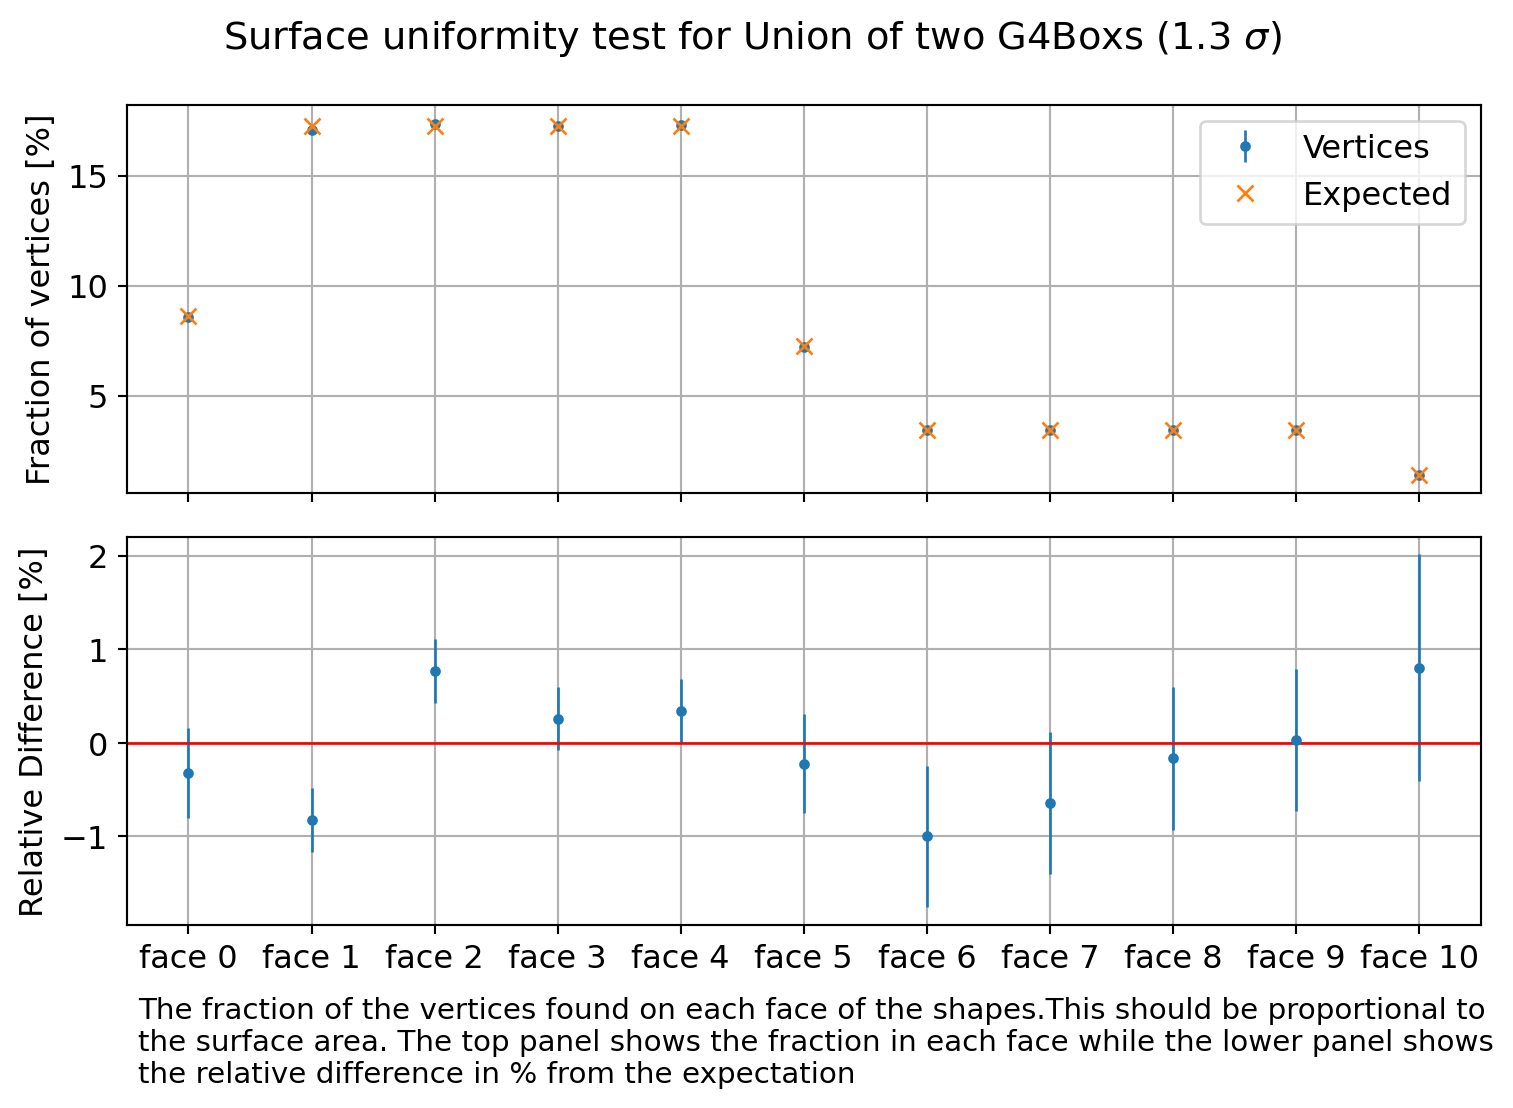 Surface uniformity test for Union of two G4Boxs (1.3 σ)
Fraction of vertices [%]
15
10
5
Vertices
Expected
Relative Difference [%]
2
1
0
−1
face 0 face 1 face 2 face 3 face 4 face 5 face 6 face 7 face 8 face 9 face 10
The fraction of the vertices found on each face of the shapes.This should be proportional to
the surface area. The top panel shows the fraction in each face while the lower panel shows
the relative difference in % from the expectation